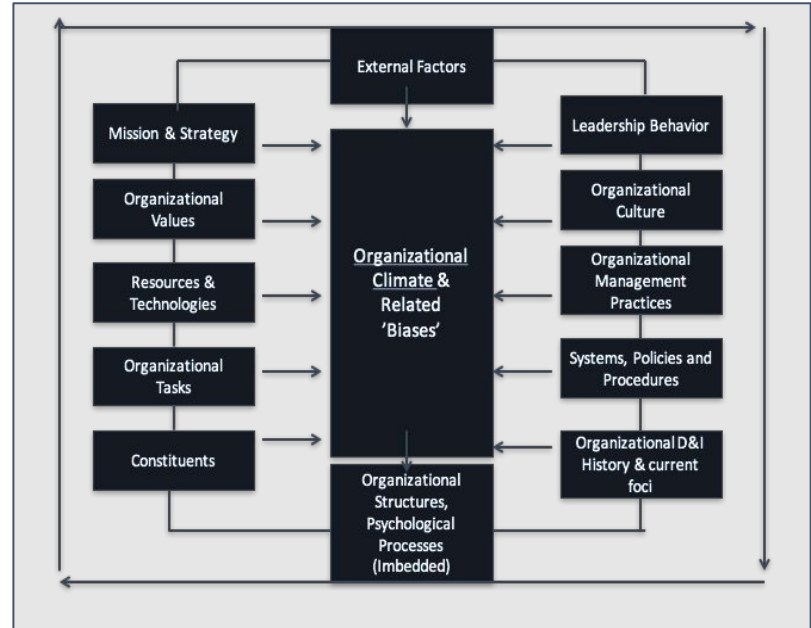 External Factors
Mission & Strategy
Organizational
Values
Resources &
Technologies
Organizational
Tasks
Constituents
Organizational
Climate &
Related
'Biases'
Leadership Behavior
Organizational
Culture
Organizational
Management
Practices
Systems, Policies and
Procedures
Organizational D&I
History & current
foci
Organizational
Structures,
Psychological
Processes
(Imbedded)